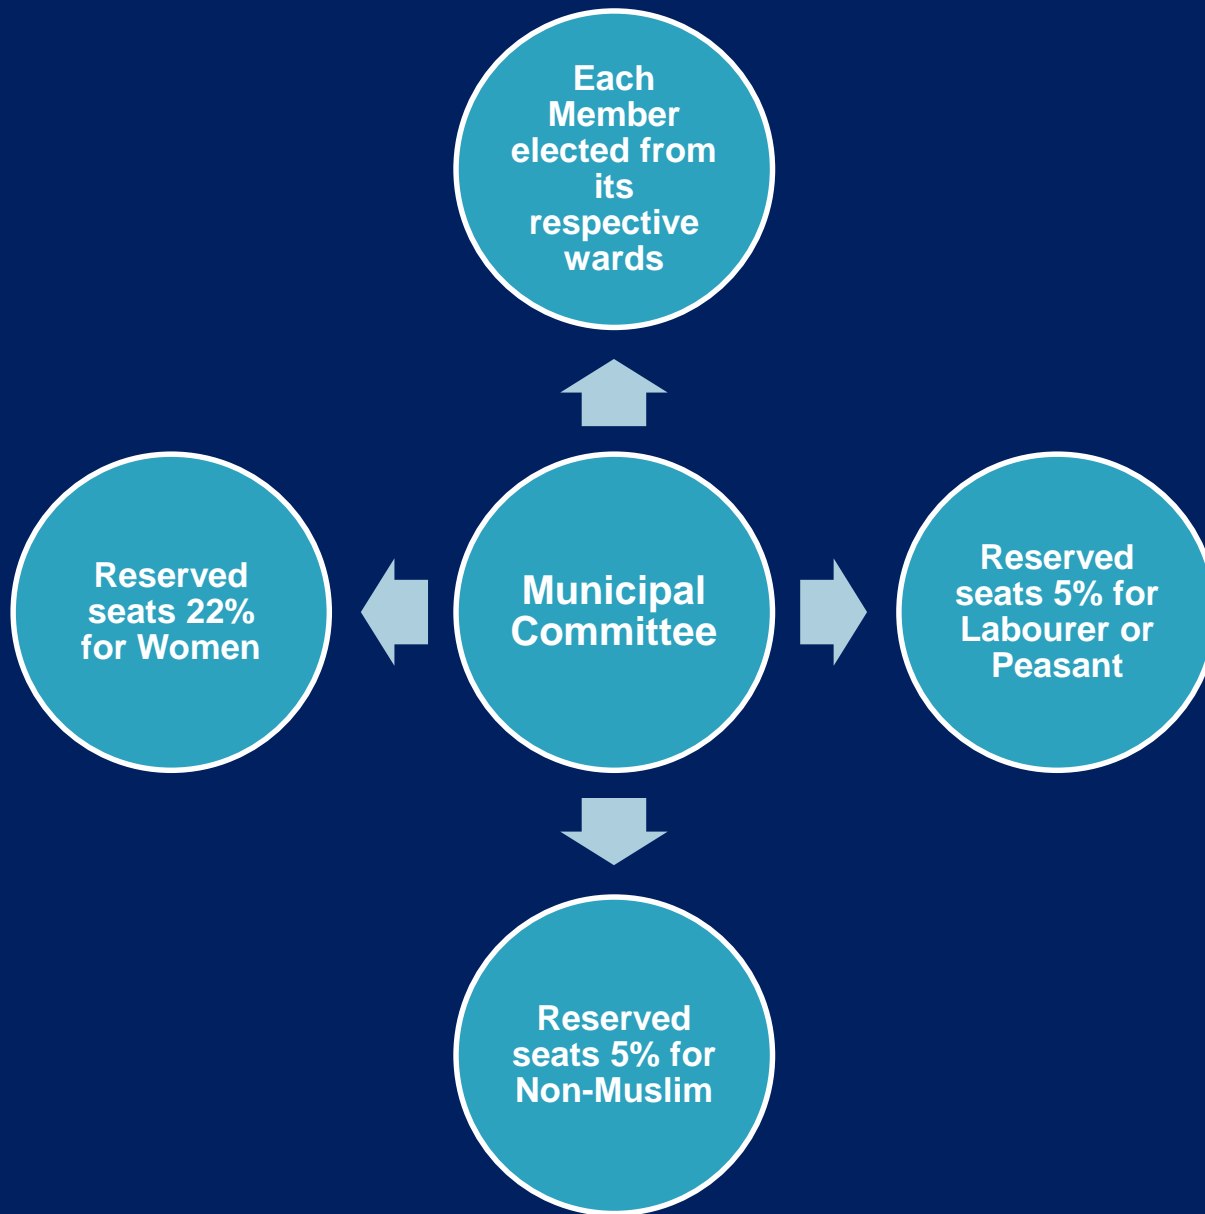 Each
Member
elected from
its
respective
wards
Reserved
seats 22%
for Women
Municipal
Committee
Reserved
seats 5% for
Labourer or
Peasant
Reserved
seats 5% for
Non-Muslim